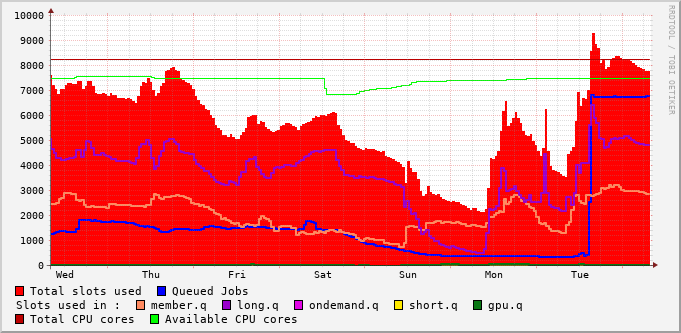 10000
9000
8000
7000
6000
5000
4000
3000
2000
1000
0
Wed Thu Fri Sat Sun Mon Tue
RRDTOOL / TOBI OETIKER
Total slots used Queued Jobs
Slots used in : member.q long.q ondemand.q short.q gpu.q
Total CPU cores Available CPU cores